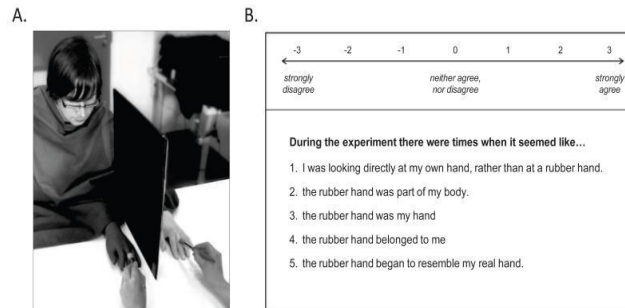 A.
B.
-3 -2 -1 0 1 2 3
strongly disagree
neither agree, nor disagree
strongly agree
During the experiment there were times when it seemed like…
1. I was looking directly at my own hand, rather than at a rubber hand.
2. the rubber hand was part of my body.
3. the rubber hand was my hand
4. the rubber hand belonged to me
5. the rubber hand began to resemble my real hand.